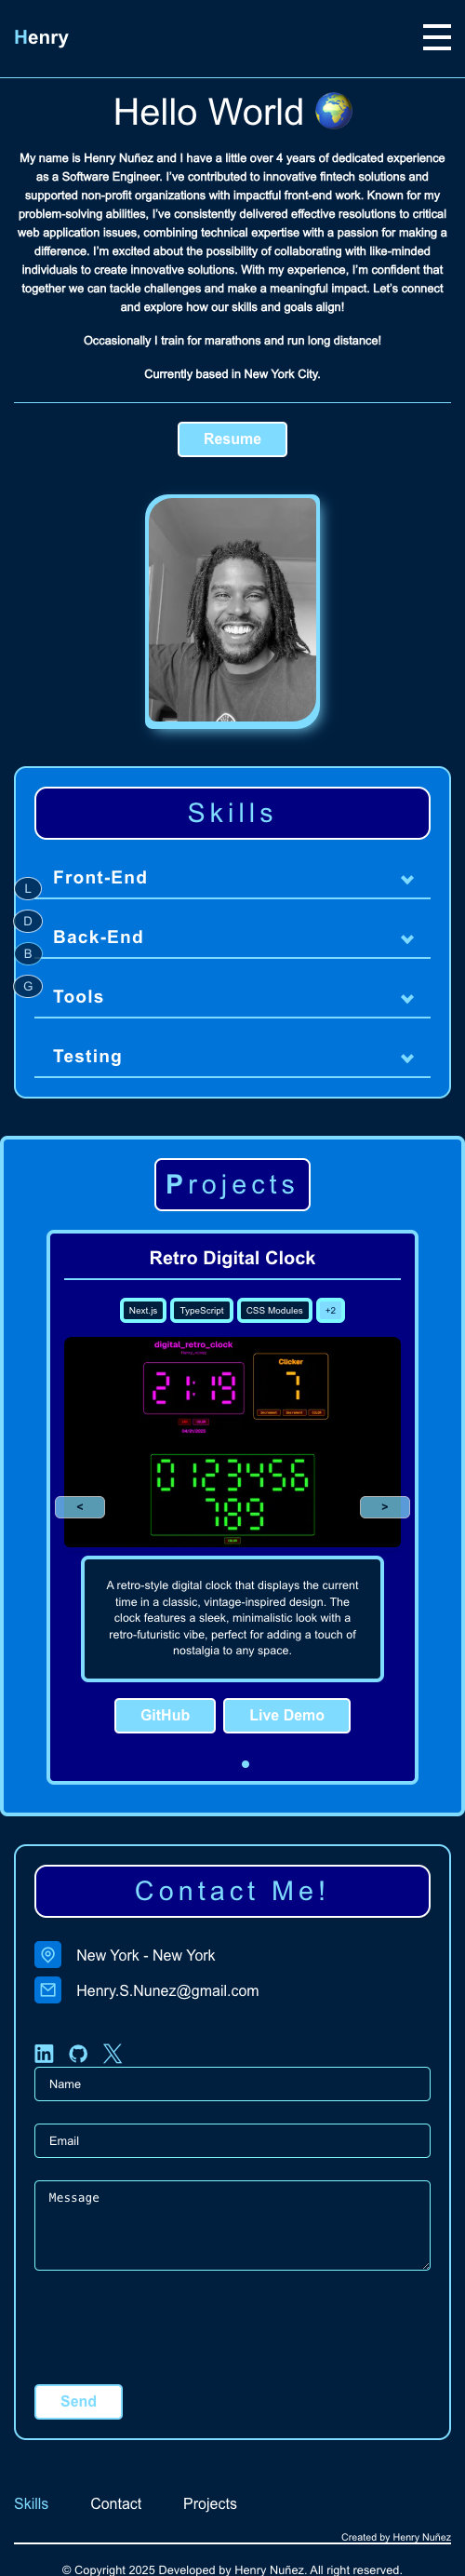 Henry
Hello World
My name is Henry Nuñez and I have a little over 4 years of dedicated experience
as a Software Engineer. I've contributed to innovative fintech solutions and
supported non-profit organizations with impactful front-end work. Known for my
problem-solving abilities, I've consistently delivered effective resolutions to critical
web application issues, combining technical expertise with a passion for making a
difference. I'm excited about the possibility of collaborating with like-minded
individuals to create innovative solutions. With my experience, I'm confident that
together we can tackle challenges and make a meaningful impact. Let's connect
and explore how our skills and goals align!
Occasionally I train for marathons and run long distance!
Currently based in New York City.
Resume
Skills
Front-End
L
D
Back-End
B
G
Tools
Testing
Projects
Retro Digital Clock
Next.js TypeScript CSS Modules +2
digital_retro_clock
Clicker
21:19 7
04/15/2025
0123456
789
< >
A retro-style digital clock that displays the current
time in a classic, vintage-inspired design. The
clock features a sleek, minimalistic look with a
retro-futuristic vibe, perfect for adding a touch of
nostalgia to any space.
GitHub Live Demo
Contact Me!
New York - New York
Henry.S.Nunez@gmail.com
Name
Email
Message
Send
Skills Contact Projects
Created by Henry Nuñez
© Copyright 2025 Developed by Henry Nuñez. All right reserved.